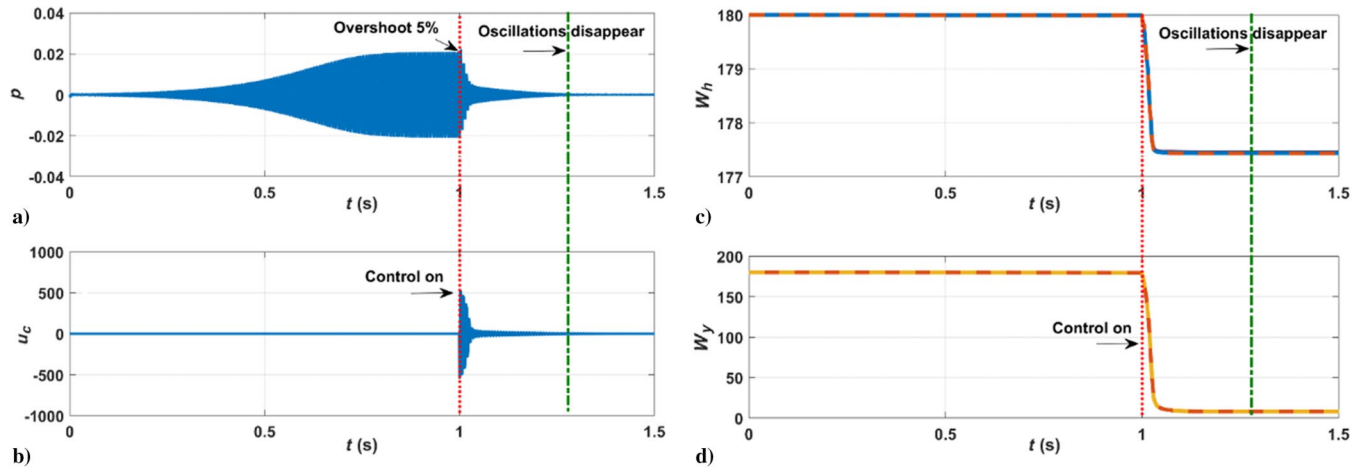 a)
p
0.04
0.02
0
-0.02
-0.04
Overshoot 5%
Oscillations disappear
0 0.5 1 1.5
t (s)
b)
u_c
1000
500
0
-500
-1000
Control on
0 0.5 1 1.5
t (s)
c)
W_h
180
179
178
177
Oscillations disappear
0 0.5 1 1.5
t (s)
d)
W_y
200
150
100
50
0
Control on
0 0.5 1 1.5
t (s)